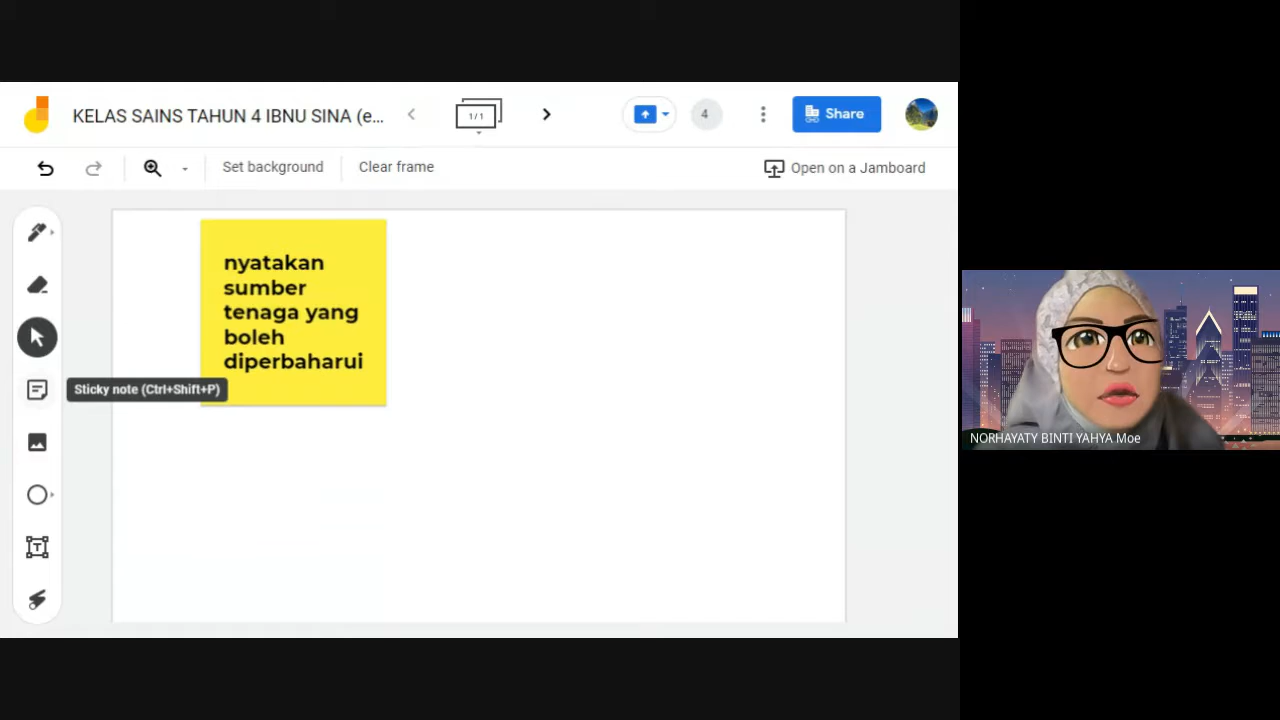 KELAS SAINS TAHUN 4 IBNU SINA (e...
1/1
4
Share
Set background
Clear frame
Open on a Jamboard
nyatakan
sumber
tenaga yang
boleh
diperbaharui
Sticky note (Ctrl+Shift+P)
NORHAYATY BINTI YAHYA Moe